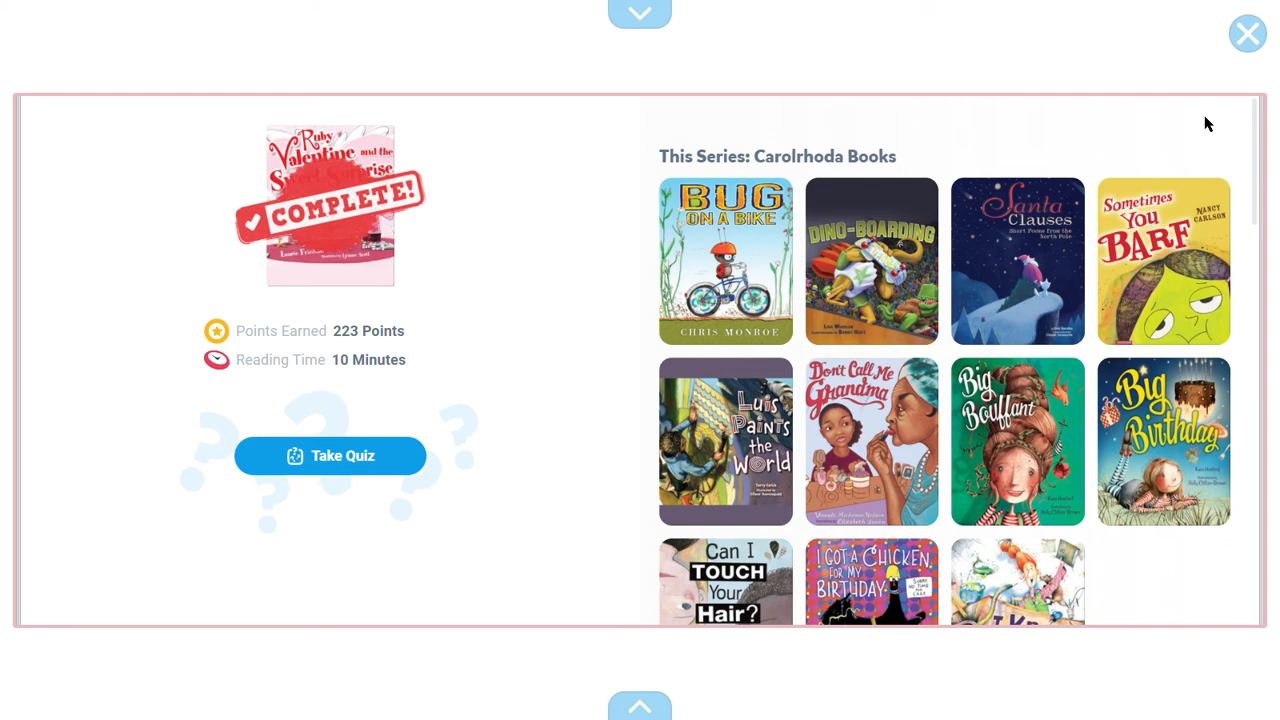 Ruby
Valentine and the
Sweet Surprise
COMPLETE!
Points Earned 223 Points
Reading Time 10 Minutes
Take Quiz
This Series: Carolrhoda Books
BUG
ON A BIKE
CHRIS MONROE
DINO-BOARDING
Santa
Clauses
Short Poems from the
North Pole
Sometimes
You
BARF
NANCY
CARLSON
Luis
Paints
the
World
Don't Call Me
Grandma
Big
Bouffant
Big
Birthday
Can I
TOUCH
Your
Hair?
I GOT A CHICKEN
FOR MY
BIRTHDAY